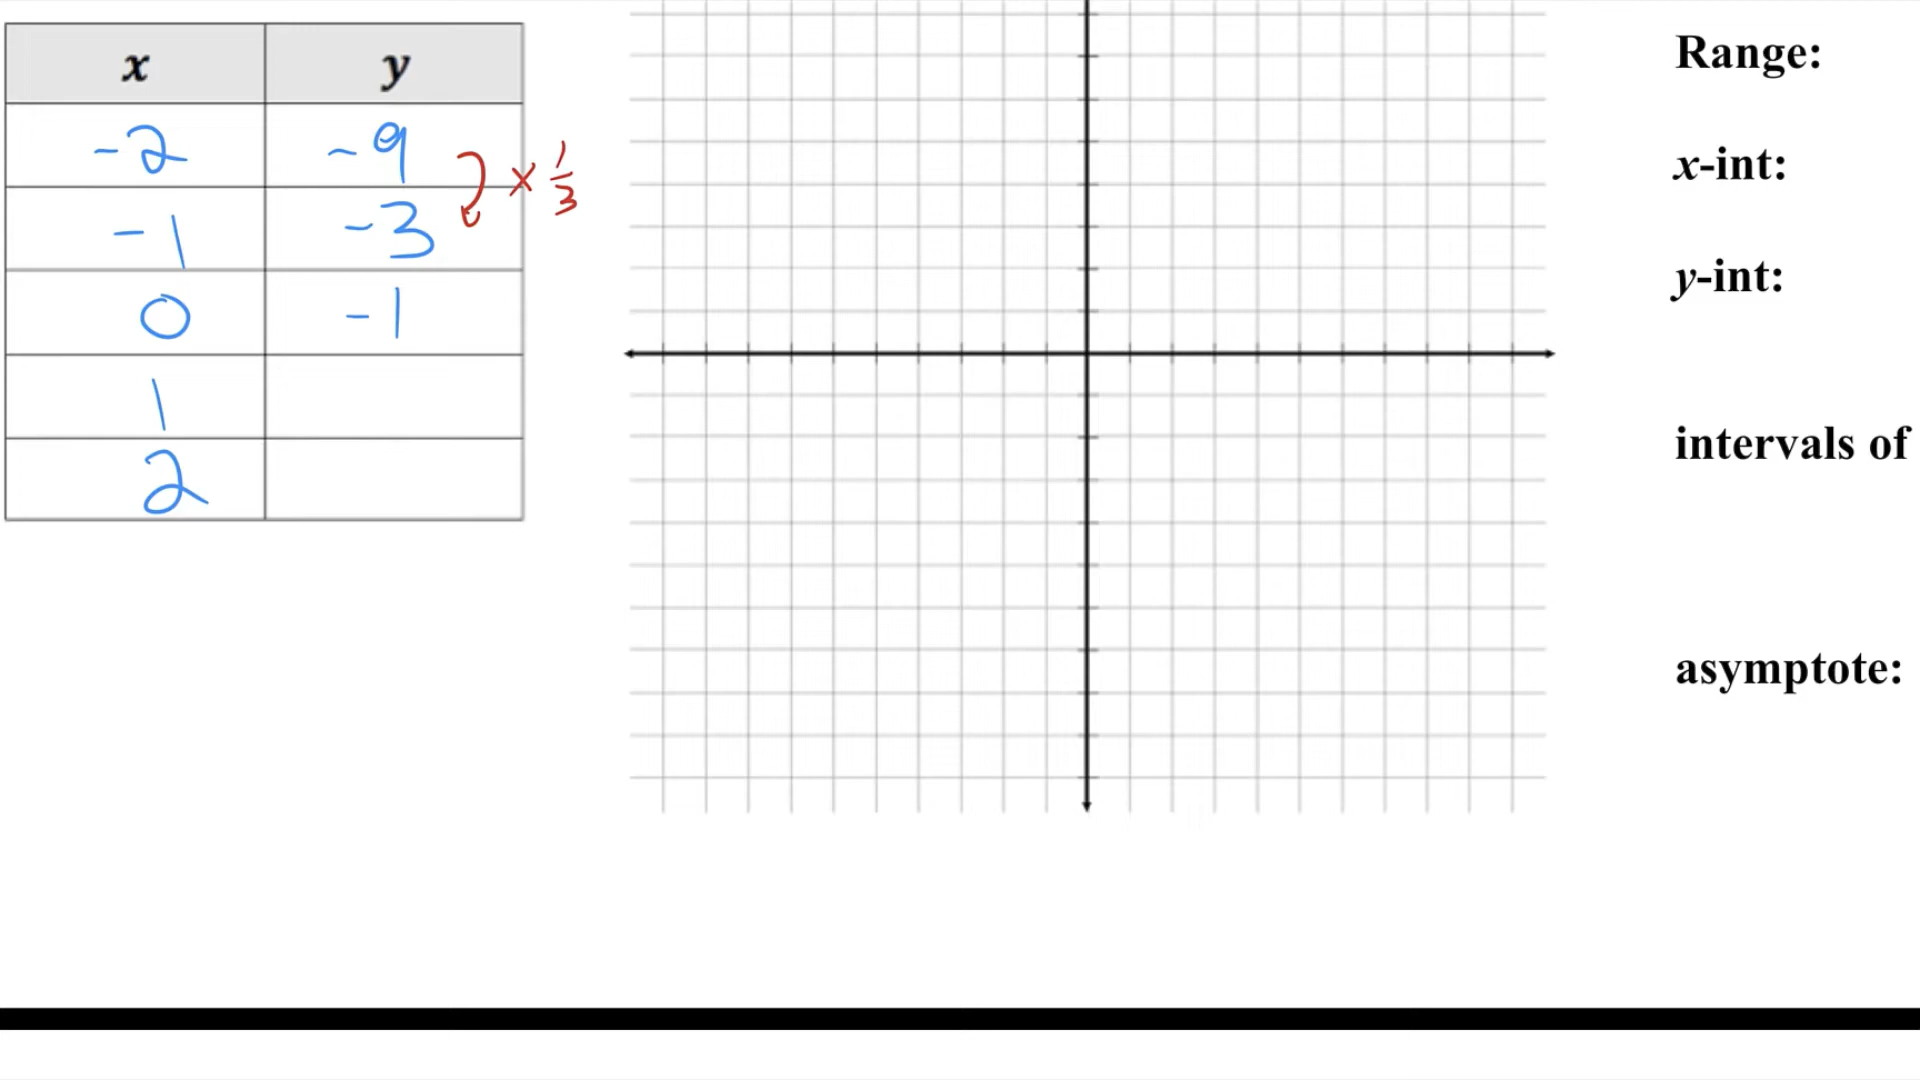 x y
-2 -9
× 1/3
-1 -3
0 -1
1
2
Range:
x-int:
y-int:
intervals of
asymptote: